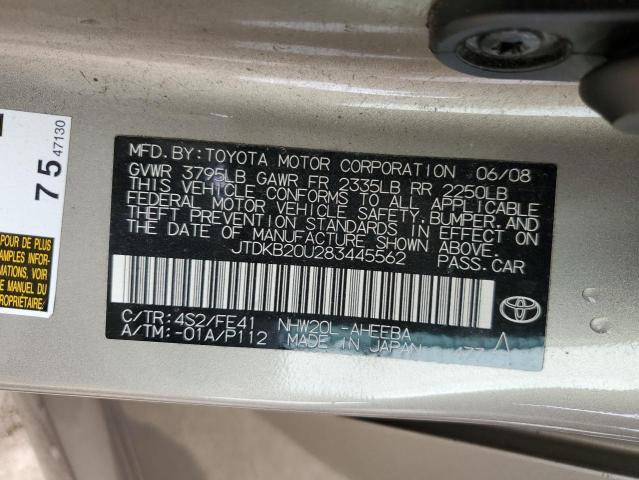 MFD.BY:TOYOTA MOTOR CORPORATION 06/08
GVWR 3795LB GAWR FR 2335LB RR 2250LB
THIS VEHICLE CONFORMS TO ALL APPLICABLE
FEDERAL MOTOR VEHICLE SAFETY, BUMPER, AND
THEFT PREVENTION STANDARDS IN EFFECT ON
THE DATE OF MANUFACTURE SHOWN ABOVE.
JTDKB20U283445562 PASS.CAR
C/TR:4S2/FE41 NHW20L-AHEEBA
A/TM:-01A/P112 MADE IN JAPAN
TOYOTA
75
47130
POUR DE PLUS
AMPLES
INFORMATIONS, VOIR
MANUEL DU
PROPRIÉTAIRE.